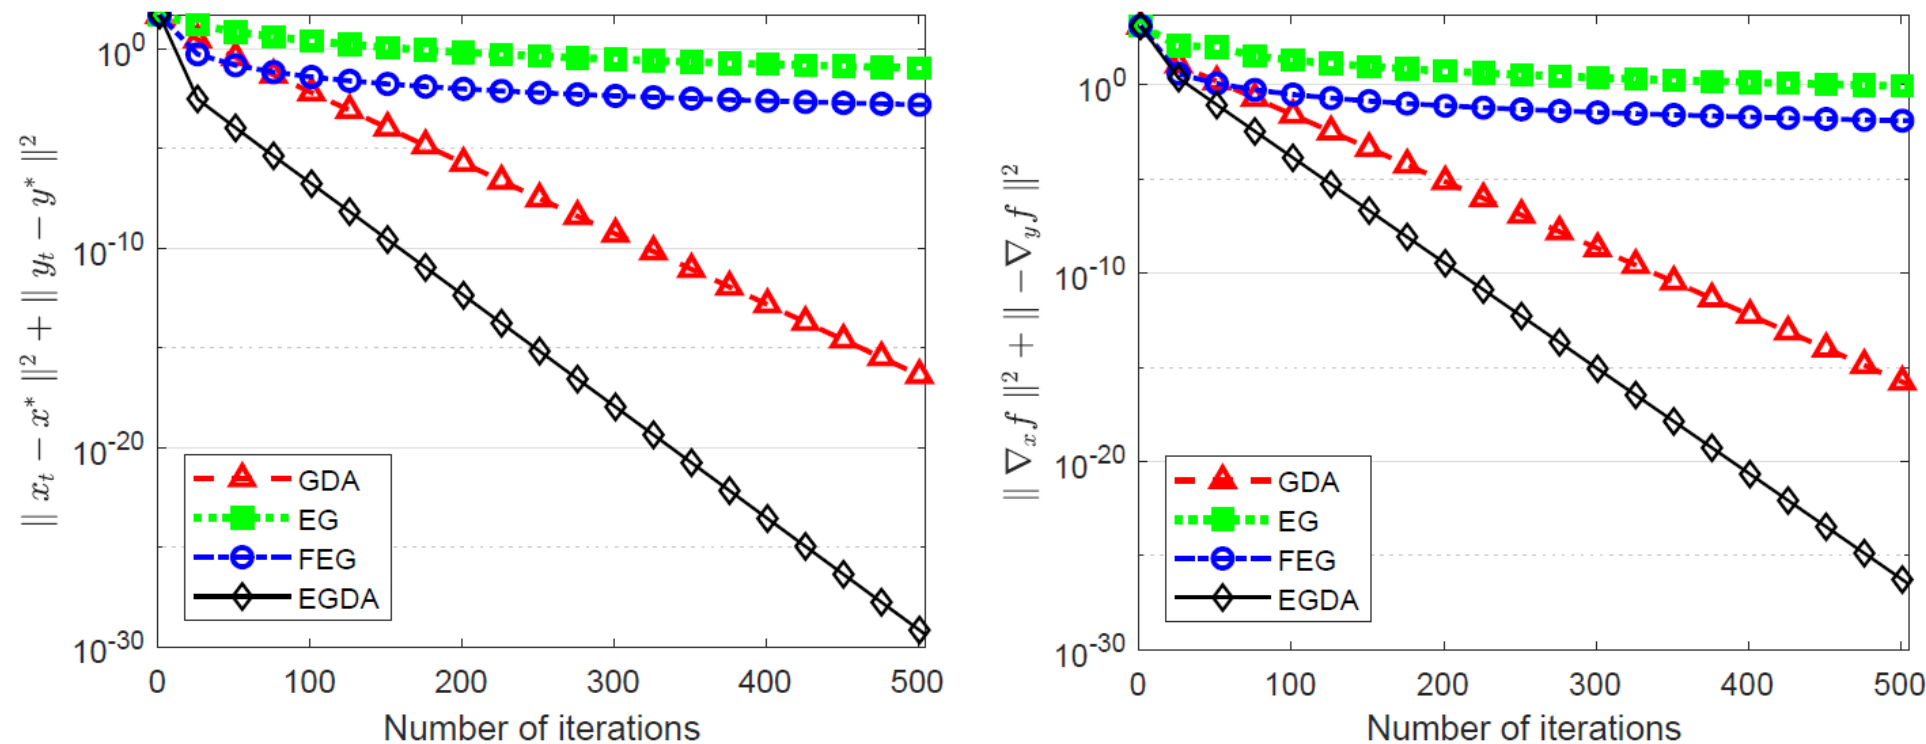 ‖ x_t − x^* ‖^2 + ‖ y_t − y^* ‖^2
10^0
10^-10
10^-20
10^-30
GDA
EG
FEG
EGDA
0 100 200 300 400 500
Number of iterations
‖ ∇_x f ‖^2 + ‖ −∇_y f ‖^2
10^0
10^-10
10^-20
10^-30
GDA
EG
FEG
EGDA
0 100 200 300 400 500
Number of iterations